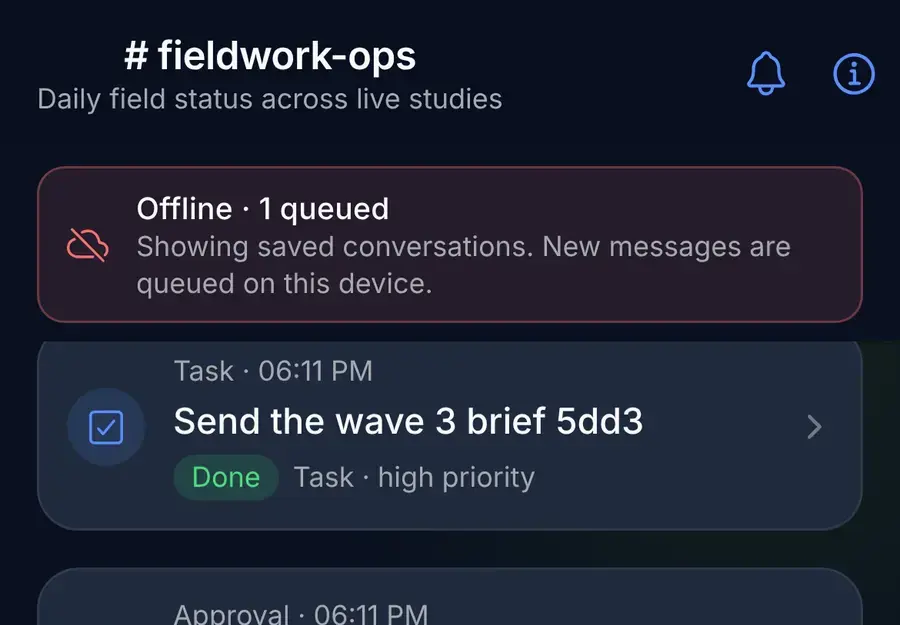 # fieldwork-ops
Daily field status across live studies
Offline · 1 queued
Showing saved conversations. New messages are
queued on this device.
Task · 06:11 PM
Send the wave 3 brief 5dd3
Done Task · high priority
Approval · 06:11 PM